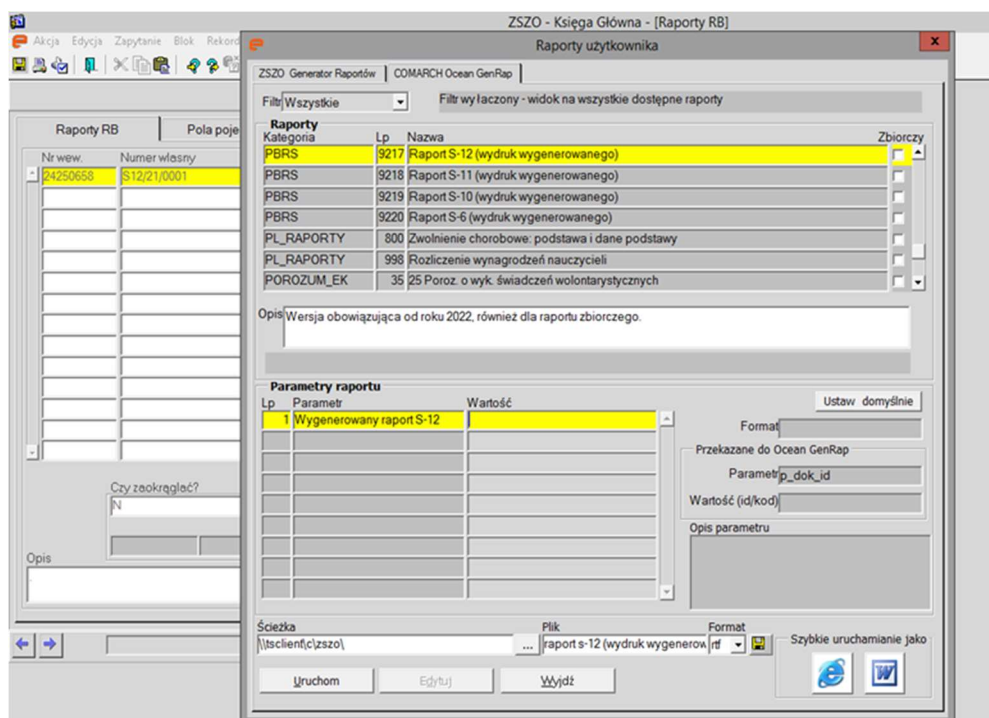 ZSZO - Księga Główna - [Raporty RB]
Akcja Edycja Zapytanie Blok Rekord
Raporty użytkownika
x
ZSZO Generator Raportów COMARCH Ocean GenRap
Filtr Wszystkie Filtr wyłaczony - widok na wszystkie dostępne raporty
Raporty RB Pola poje
Nr wew. Numer własny
24250658 S12/21/0001
Raporty
Kategoria Lp Nazwa Zbiorczy
PBRS 9217 Raport S-12 (wydruk wygenerowanego)
PBRS 9218 Raport S-11 (wydruk wygenerowanego)
PBRS 9219 Raport S-10 (wydruk wygenerowanego)
PBRS 9220 Raport S-6 (wydruk wygenerowanego)
PL_RAPORTY 800 Zwolnienie chorobowe: podstawa i dane podstawy
PL_RAPORTY 998 Rozliczenie wynagrodzeń nauczycieli
POROZUM_EK 35 25 Poroz. o wyk. świadczeń wolontarystycznych
Opis Wersja obowiązująca od roku 2022, również dla raportu zbiorczego.
Parametry raportu
Lp Parametr Wartość
1 Wygenerowany raport S-12
Ustaw domyślnie
Format
Przekazane do Ocean GenRap
Parametr p_dok_id
Wartość (id/kod)
Opis parametru
Czy zaokrąglać?
N
Opis
.
Ścieżka Plik Format
\\tsclient\c\zszo\ ... raport s-12 (wydruk wygenerow rtf
Szybkie uruchamianie jako
Uruchom Edytuj Wyjdź